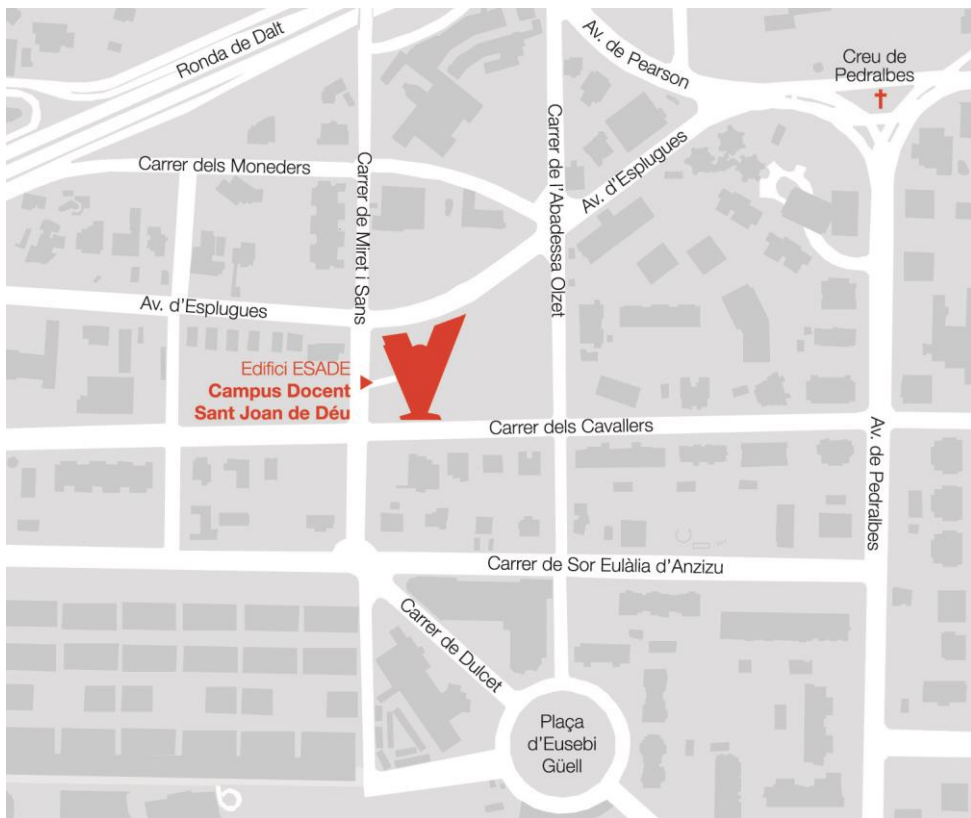 Ronda de Dalt
Av. de Pearson
Creu de
Pedralbes
Carrer dels Moneders
Carrer de Miret i Sans
Carrer de l'Abadessa Olzet
Av. d'Esplugues
Av. d'Esplugues
Edifici ESADE
Campus Docent
Sant Joan de Déu
Carrer dels Cavallers
Av. de Pedralbes
Carrer de Sor Eulàlia d'Anzizu
Carrer de Dulcet
Plaça
d'Eusebi
Güell